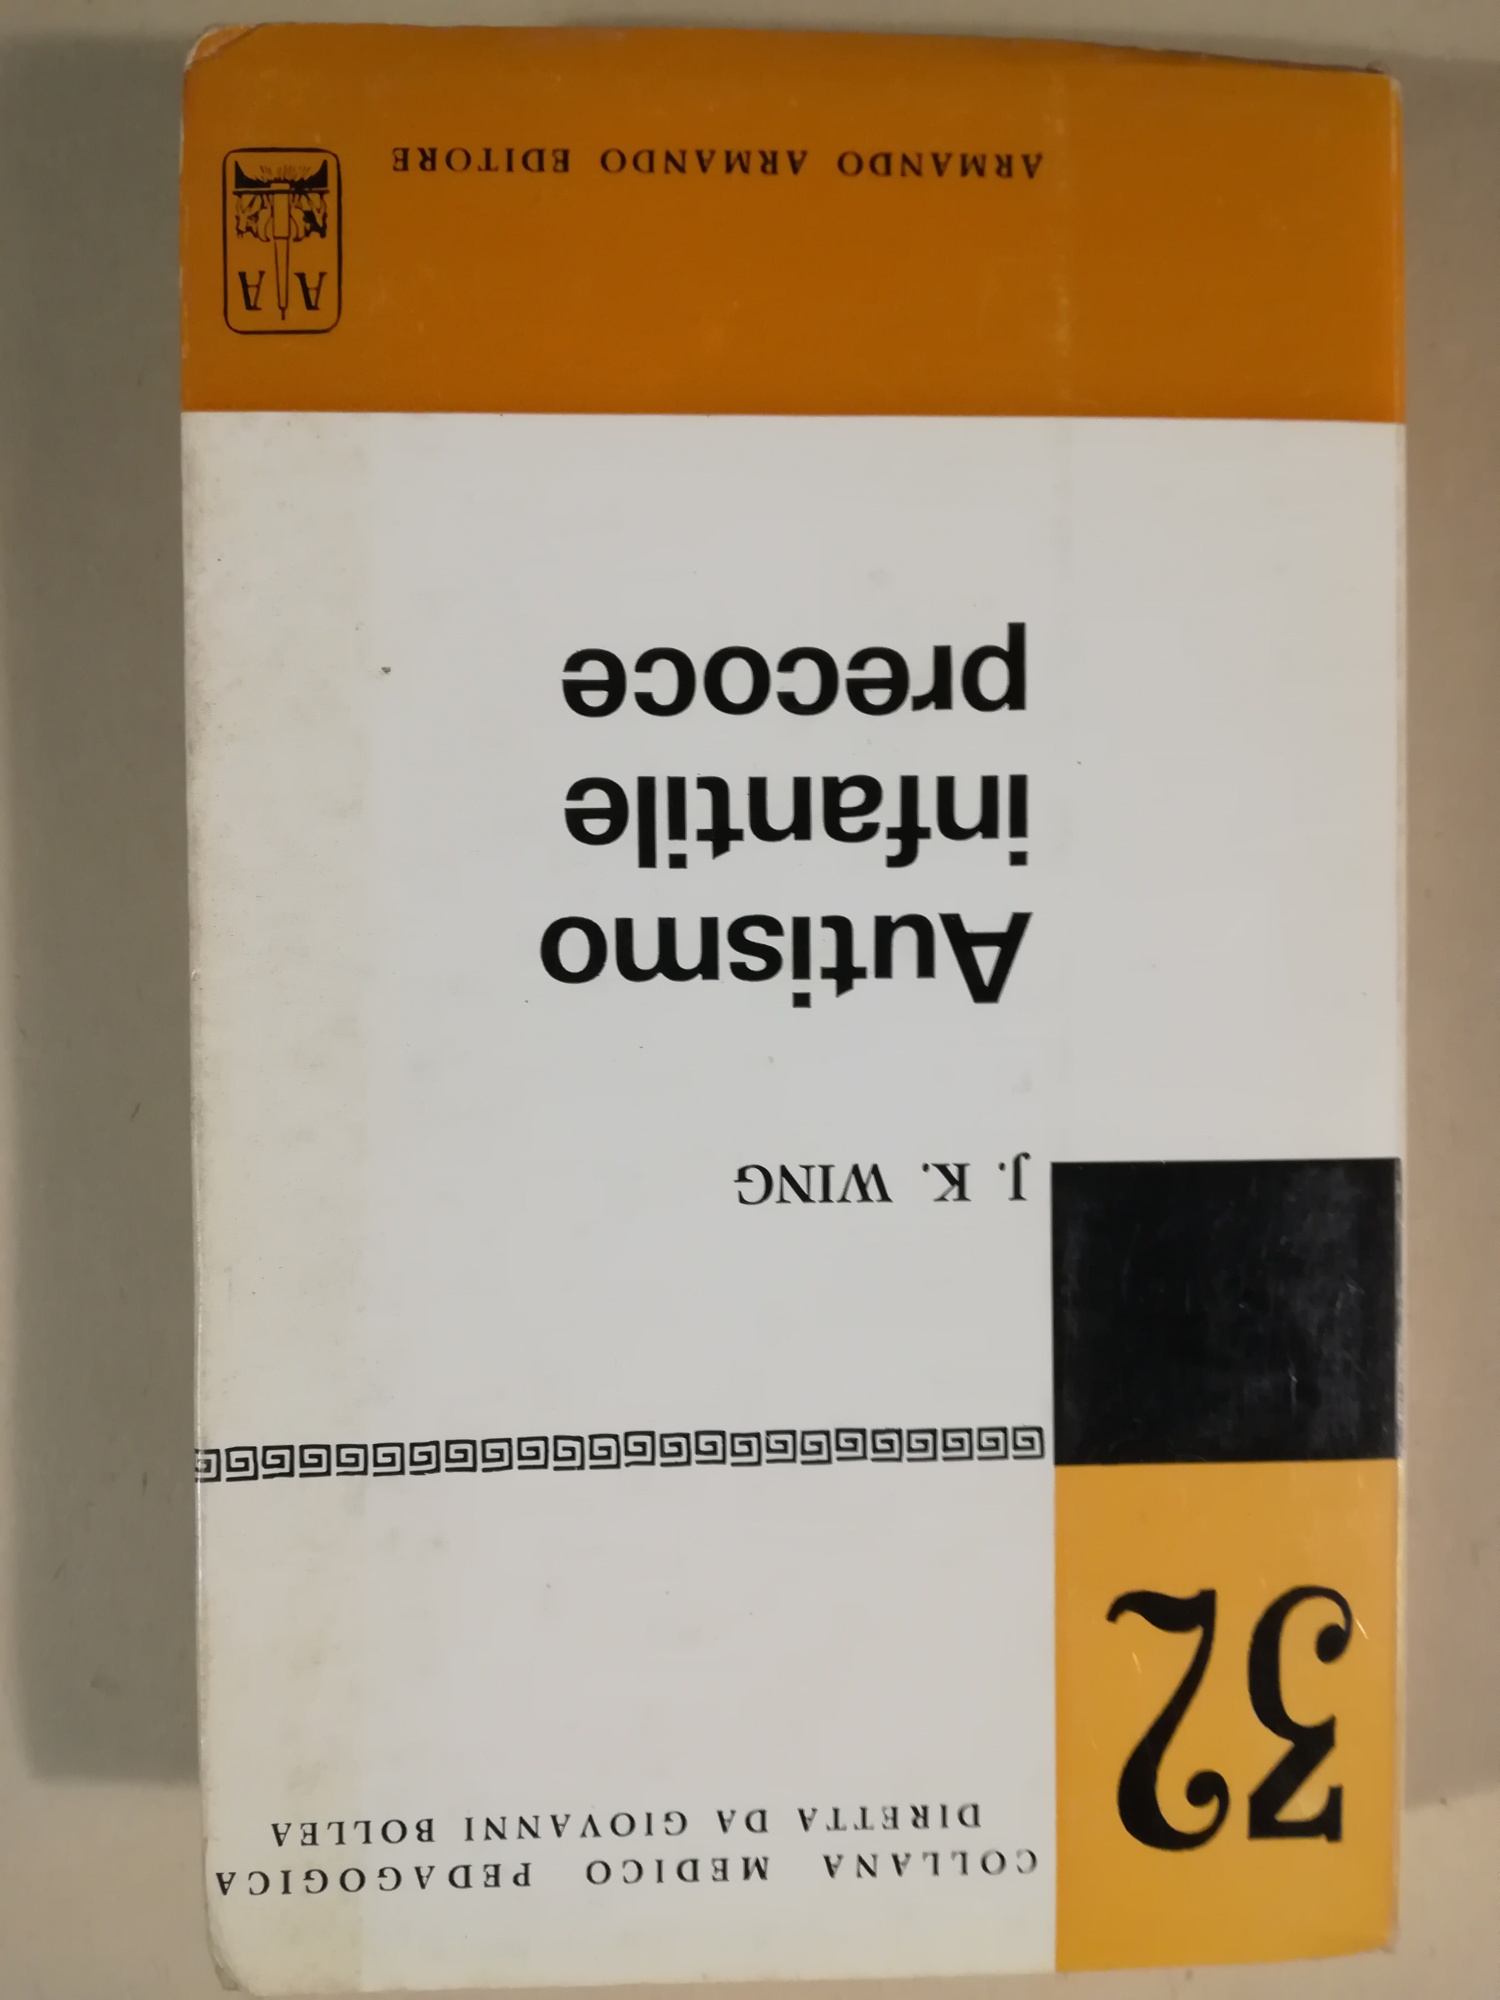 COLLANA MEDICO PEDAGOGICA
DIRETTA DA GIOVANNI BOLLEA
32
J. K. WING
Autismo
infantile
precoce
A A
ARMANDO ARMANDO EDITORE